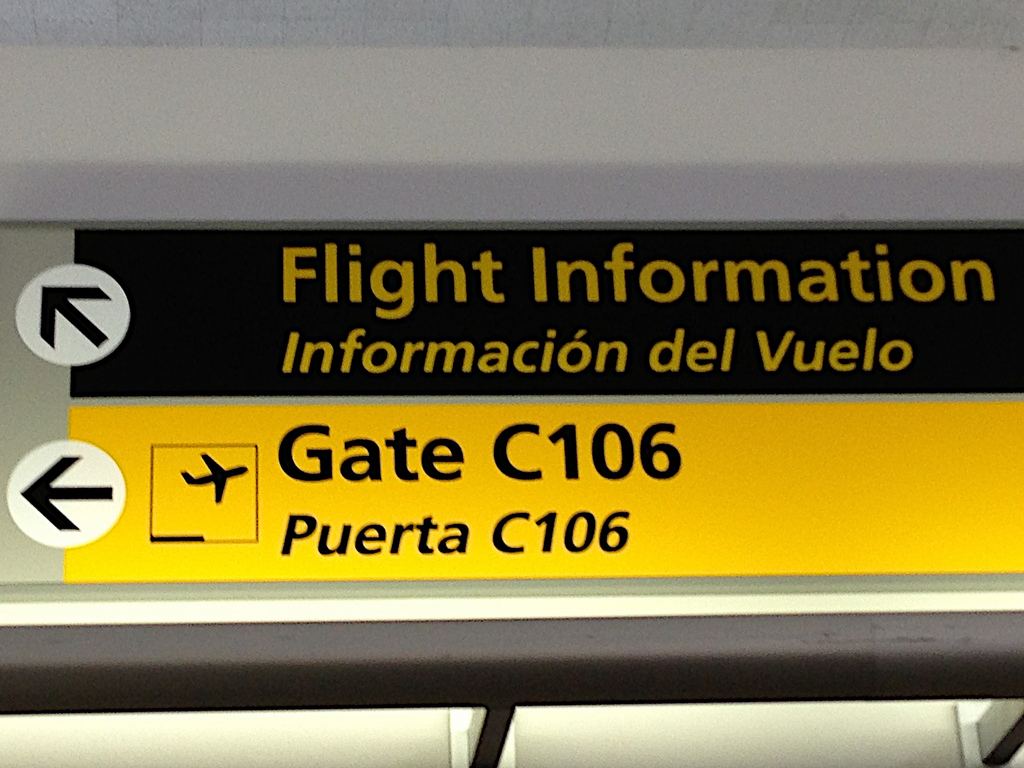 Flight Information
Información del Vuelo
Gate C106
Puerta C106